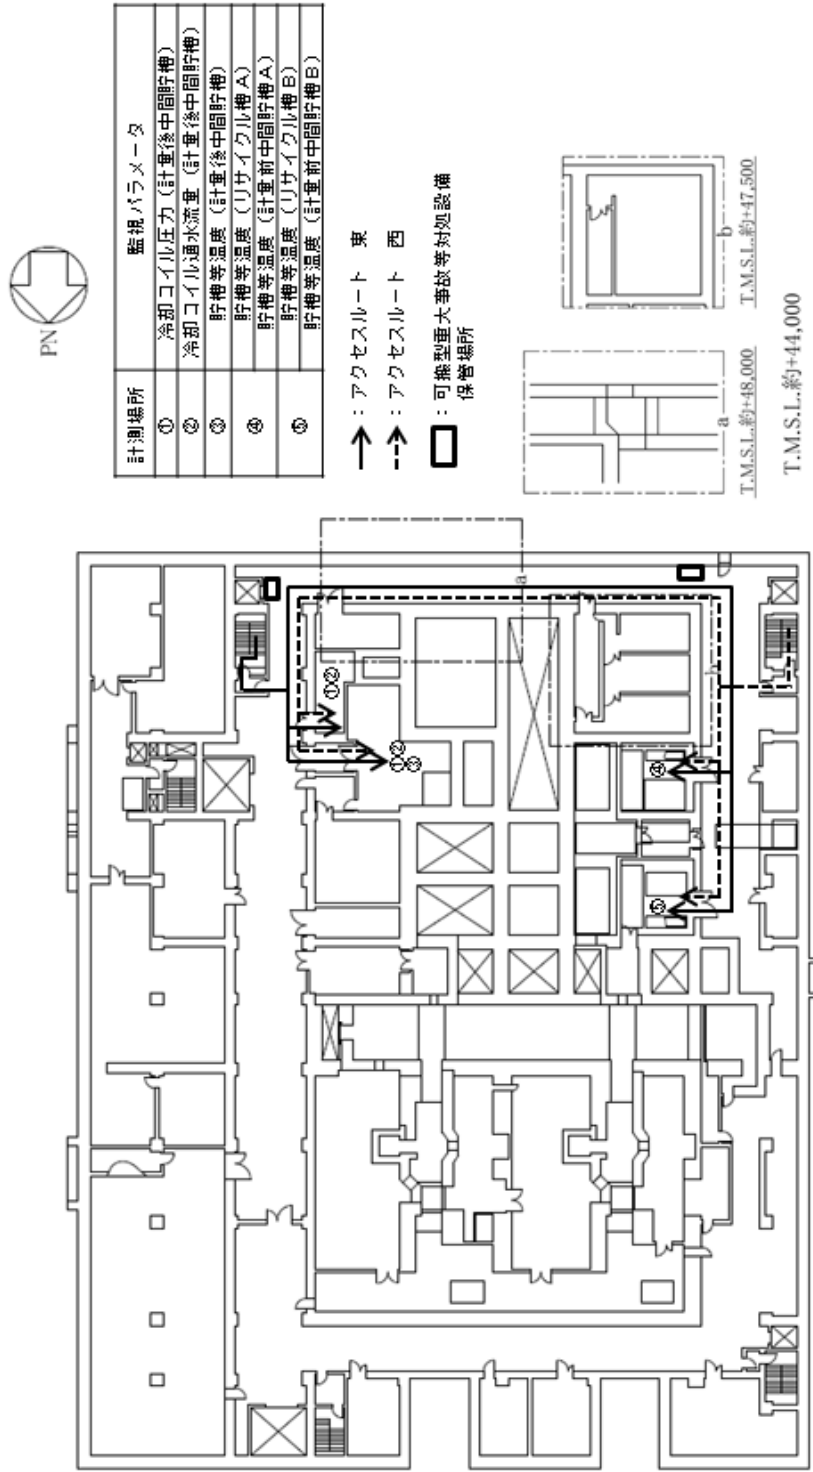 PN
計測場所 監視パラメータ
① 冷却コイル圧力（計量後中間貯槽）
② 冷却コイル通水流量（計量後中間貯槽）
③ 貯槽等温度（計量後中間貯槽）
④ 貯槽等温度（リサイクル槽A）
貯槽等温度（計量前中間貯槽A）
⑤ 貯槽等温度（リサイクル槽B）
貯槽等温度（計量前中間貯槽B）
：アクセスルート 東
：アクセスルート 西
：可搬型重大事故等対処設備
保管場所
a
T.M.S.L.約+48,000
b
T.M.S.L.約+47,500
T.M.S.L.約+44,000
a
b
①②
①②
③
④
⑤